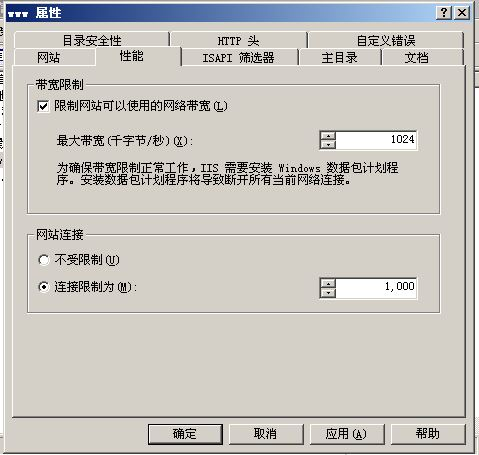 www 属性
目录安全性 HTTP 头 自定义错误
网站 性能 ISAPI 筛选器 主目录 文档
带宽限制
限制网站可以使用的网络带宽(L)
最大带宽(千字节/秒)(X): 1024
为确保带宽限制正常工作，IIS 需要安装 Windows 数据包计划程
序。安装数据包计划程序将导致断开所有当前网络连接。
网站连接
不受限制(U)
连接限制为(M): 1,000
确定 取消 应用(A) 帮助